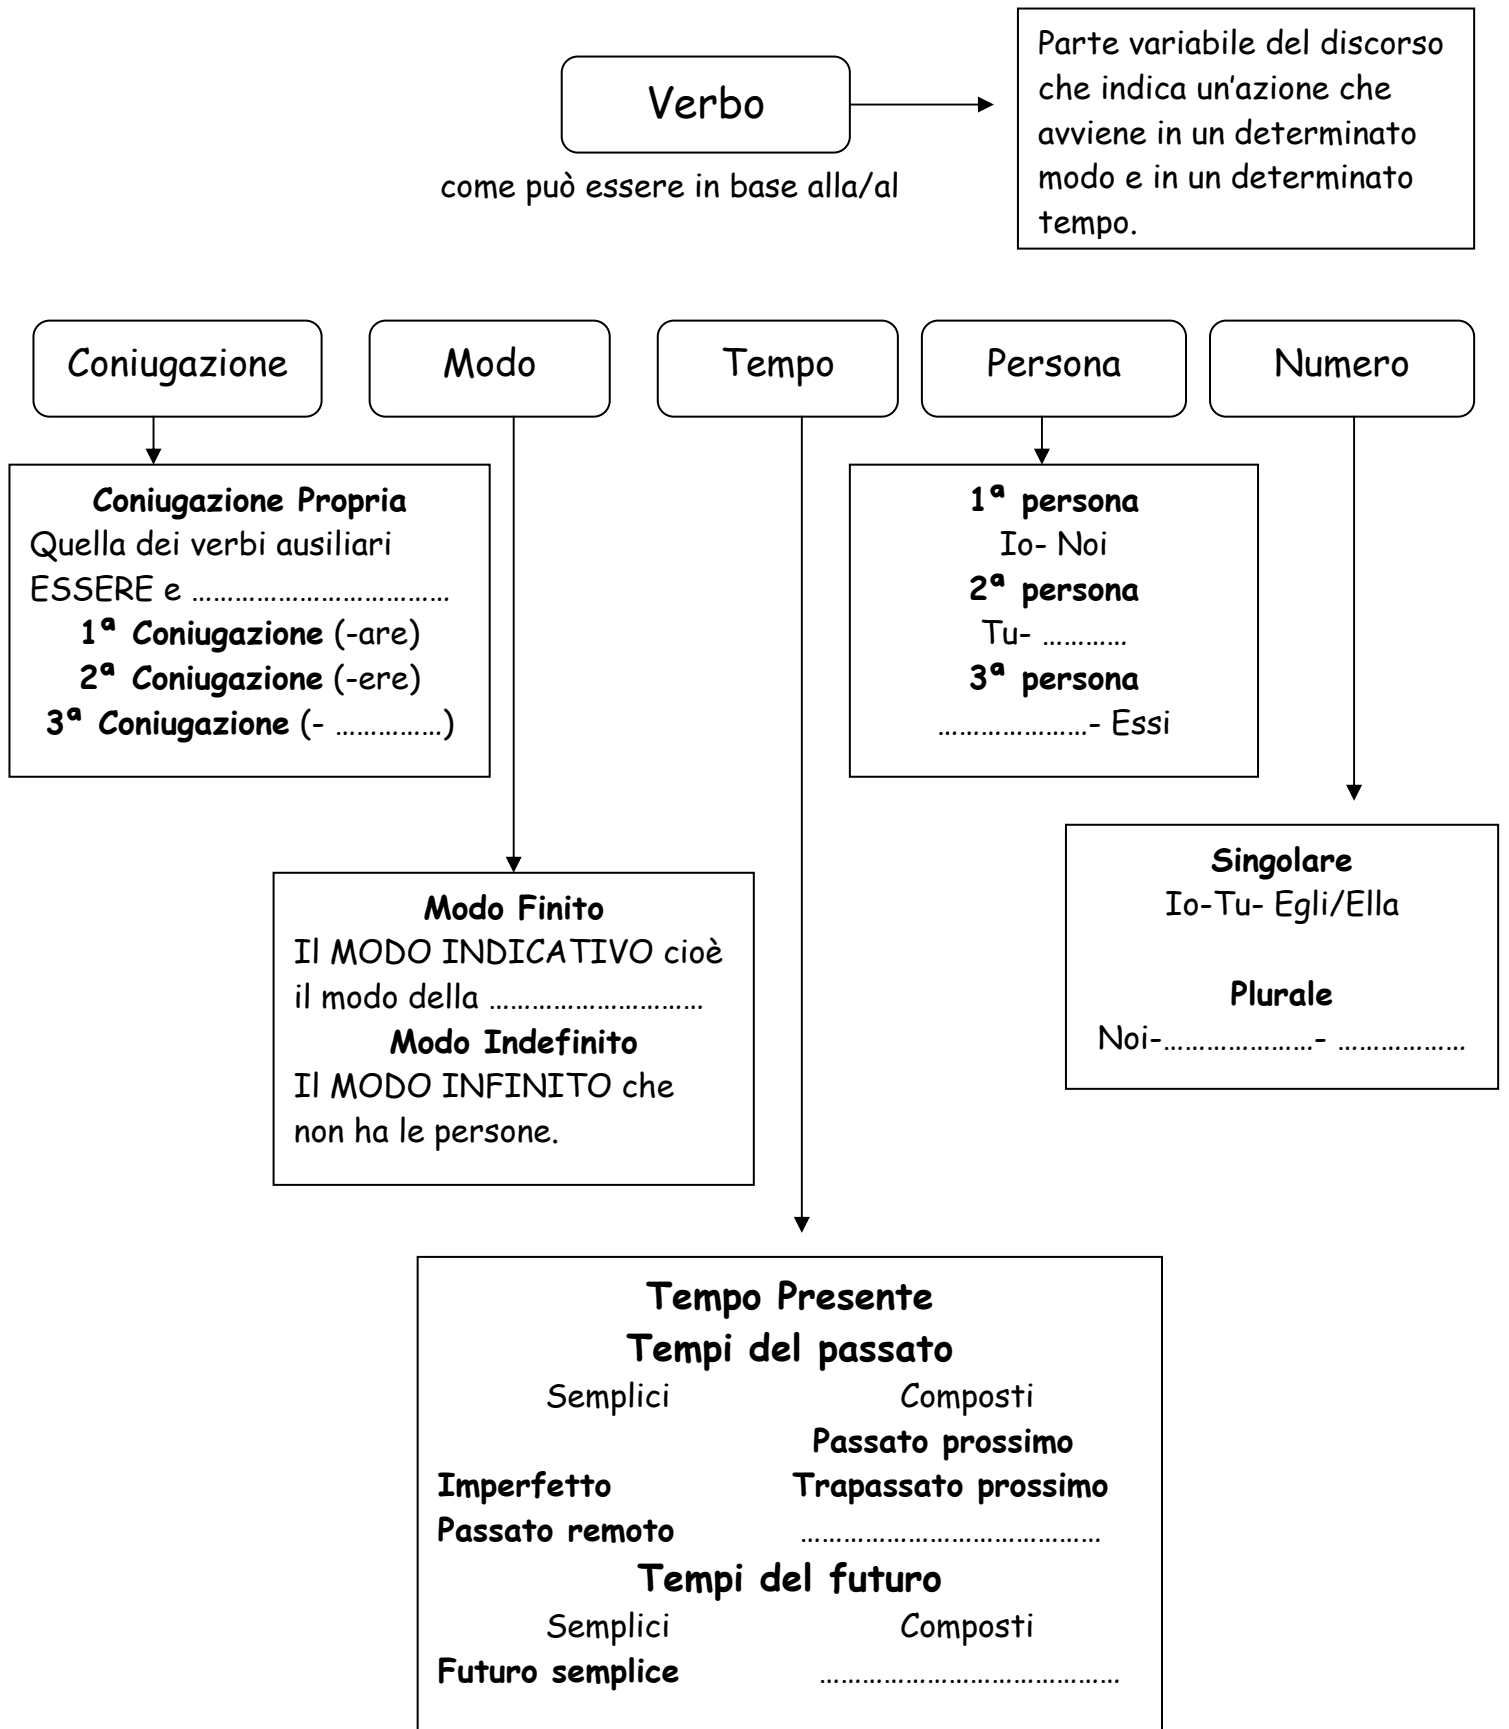 Verbo
Parte variabile del discorso
che indica un'azione che
avviene in un determinato
modo e in un determinato
tempo.
come può essere in base alla/al
Coniugazione
Modo
Tempo
Persona
Numero
Coniugazione Propria
Quella dei verbi ausiliari
ESSERE e ………………………………
1ª Coniugazione (-are)
2ª Coniugazione (-ere)
3ª Coniugazione (- ……………)
1ª persona
Io- Noi
2ª persona
Tu- …………
3ª persona
…………………- Essi
Modo Finito
Il MODO INDICATIVO cioè
il modo della …………………………
Modo Indefinito
Il MODO INFINITO che
non ha le persone.
Singolare
Io-Tu- Egli/Ella
Plurale
Noi-…………………- ………………
Tempo Presente
Tempi del passato
Semplici Composti
Passato prossimo
Imperfetto Trapassato prossimo
Passato remoto ……………………………………
Tempi del futuro
Semplici Composti
Futuro semplice ……………………………………